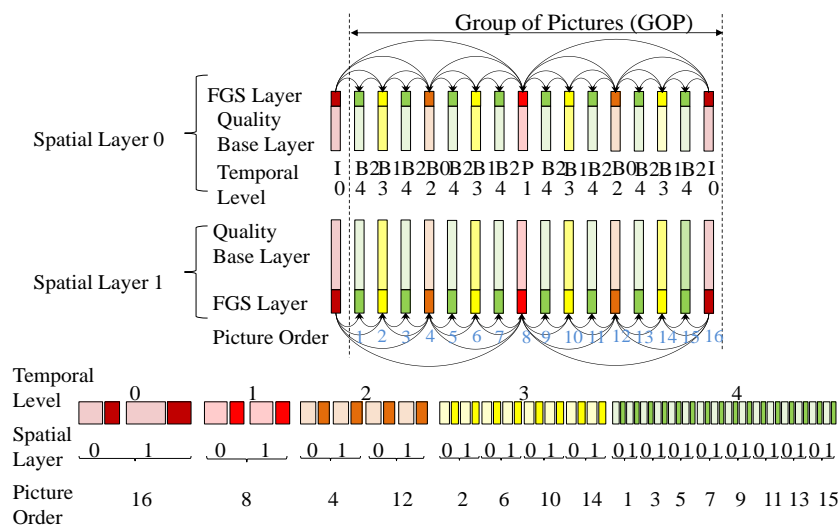 Group of Pictures (GOP)
FGS Layer
Quality
Base Layer
Spatial Layer 0
I B2 B1 B2 B0 B2 B1 B2 P B2 B1 B2 B0 B2 B1 B2 I
Temporal
Level
0 4 3 4 2 4 3 4 1 4 3 4 2 4 3 4 0
Quality
Base Layer
Spatial Layer 1
FGS Layer
Picture Order 1 2 3 4 5 6 7 8 9 10 11 12 13 14 15 16
Temporal
Level
0 1 2 3 4
Spatial
Layer
0 1 0 1 0 1 0 1 0 1 0 1 0 1 0 1 0 1 0 1 0 1 0 1 0 1 0 1 0 1 0 1
Picture
Order
16 8 4 12 2 6 10 14 1 3 5 7 9 11 13 15